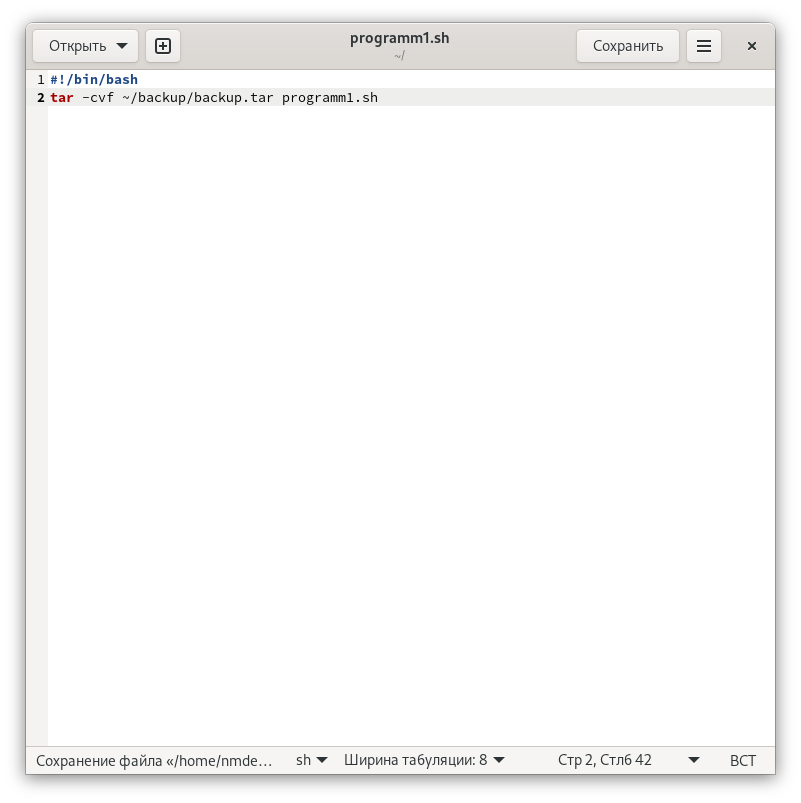 Открыть
programm1.sh
~/
Сохранить
1 #!/bin/bash
2 tar -cvf ~/backup/backup.tar programm1.sh
Сохранение файла «/home/nmde… sh Ширина табуляции: 8 Стр 2, Стлб 42 ВСТ